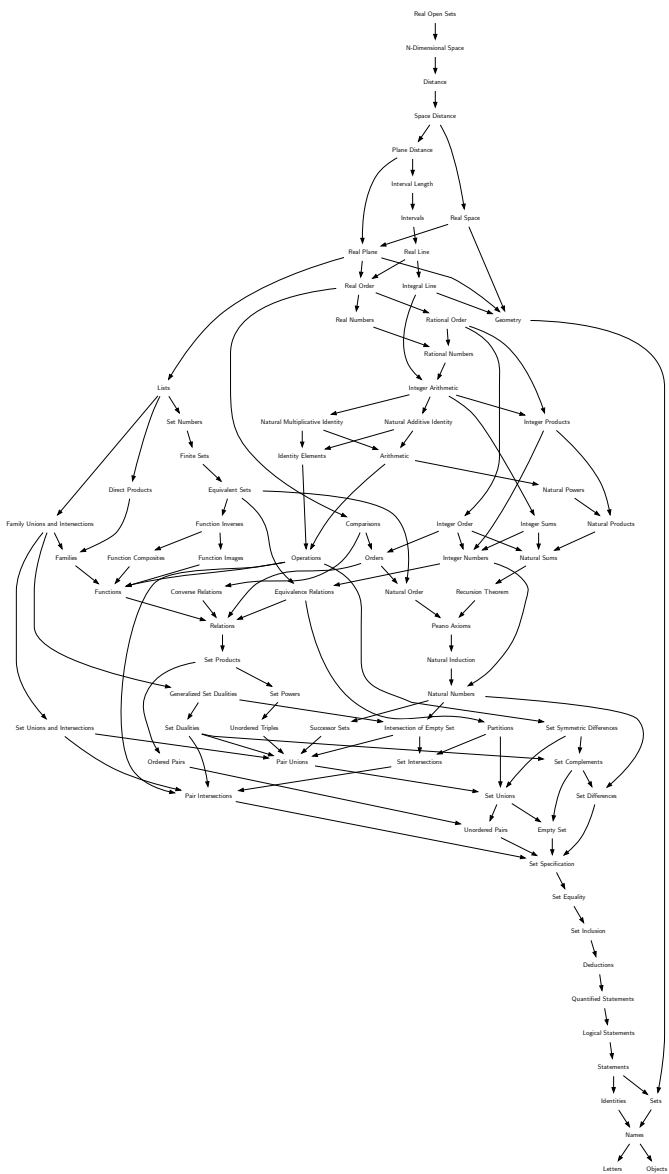 Real Open Sets
N-Dimensional Space
Distance
Space Distance
Plane Distance
Interval Length
Intervals Real Space
Real Plane Real Line
Real Order Integral Line
Real Numbers Rational Order Geometry
Rational Numbers
Lists Integer Arithmetic
Set Numbers Natural Multiplicative Identity Natural Additive Identity Integer Products
Finite Sets Identity Elements Arithmetic
Direct Products Equivalent Sets Natural Powers
Family Unions and Intersections Function Inverses Comparisons Integer Order Integer Sums Natural Products
Families Function Composites Function Images Operations Orders Integer Numbers Natural Sums
Functions Converse Relations Equivalence Relations Natural Order Recursion Theorem
Relations Peano Axioms
Set Products Natural Induction
Generalized Set Dualities Set Powers Natural Numbers
Set Unions and Intersections Set Dualities Unordered Triples Successor Sets Intersection of Empty Set Partitions Set Symmetric Differences
Ordered Pairs Pair Unions Set Intersections Set Complements
Pair Intersections Set Unions Set Differences
Unordered Pairs Empty Set
Set Specification
Set Equality
Set Inclusion
Deductions
Quantified Statements
Logical Statements
Statements
Identities Sets
Names
Letters Objects